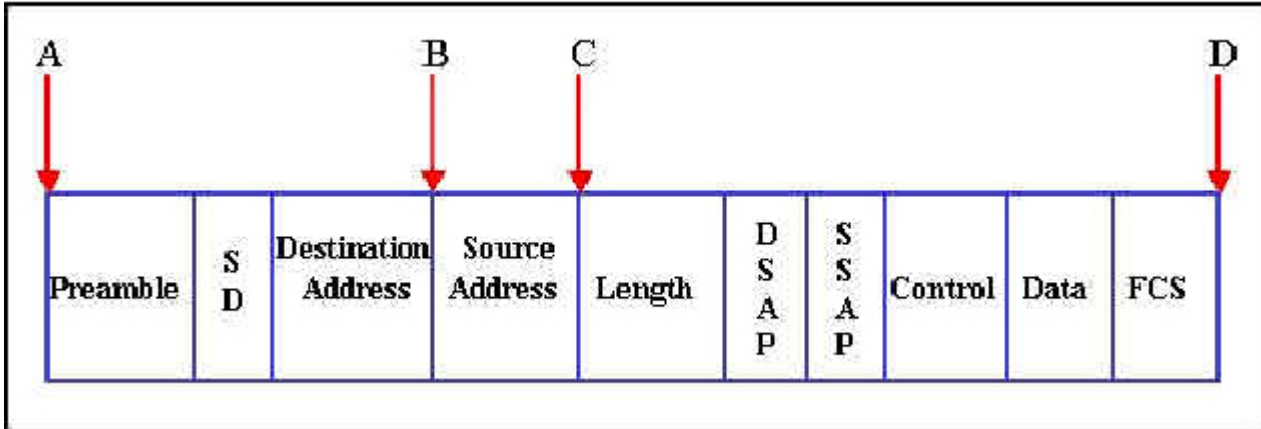 A B C D
Preamble
S
D
Destination
Address
Source
Address
Length
D
S
A
P
S
S
A
P
Control
Data
FCS